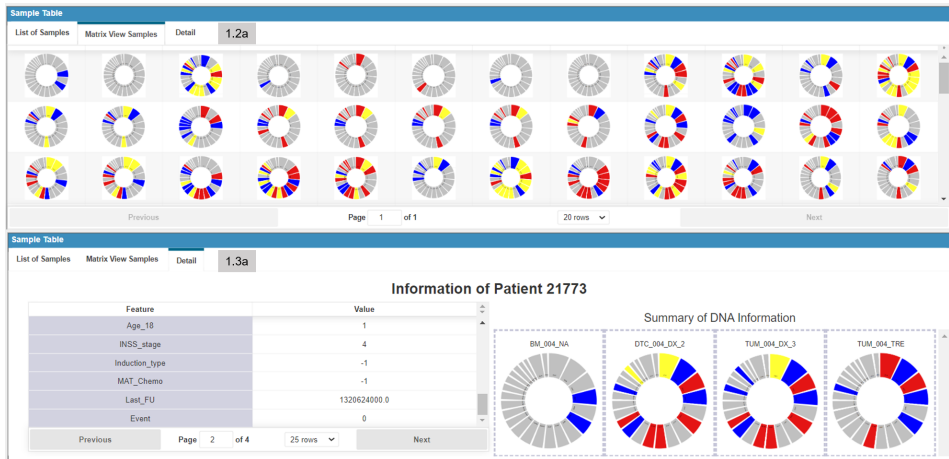 Sample Table
List of Samples Matrix View Samples Detail 1.2a
Previous Page 1 of 1 20 rows Next
Sample Table
List of Samples Matrix View Samples Detail 1.3a
Information of Patient 21773
Feature Value
Summary of DNA Information
Age_18 1
BM_004_NA DTC_004_DX_2 TUM_004_DX_3 TUM_004_TRE
INSS_stage 4
Induction_type -1
MAT_Chemo -1
Last_FU 1320624000.0
Event 0
Previous Page 2 of 4 25 rows Next